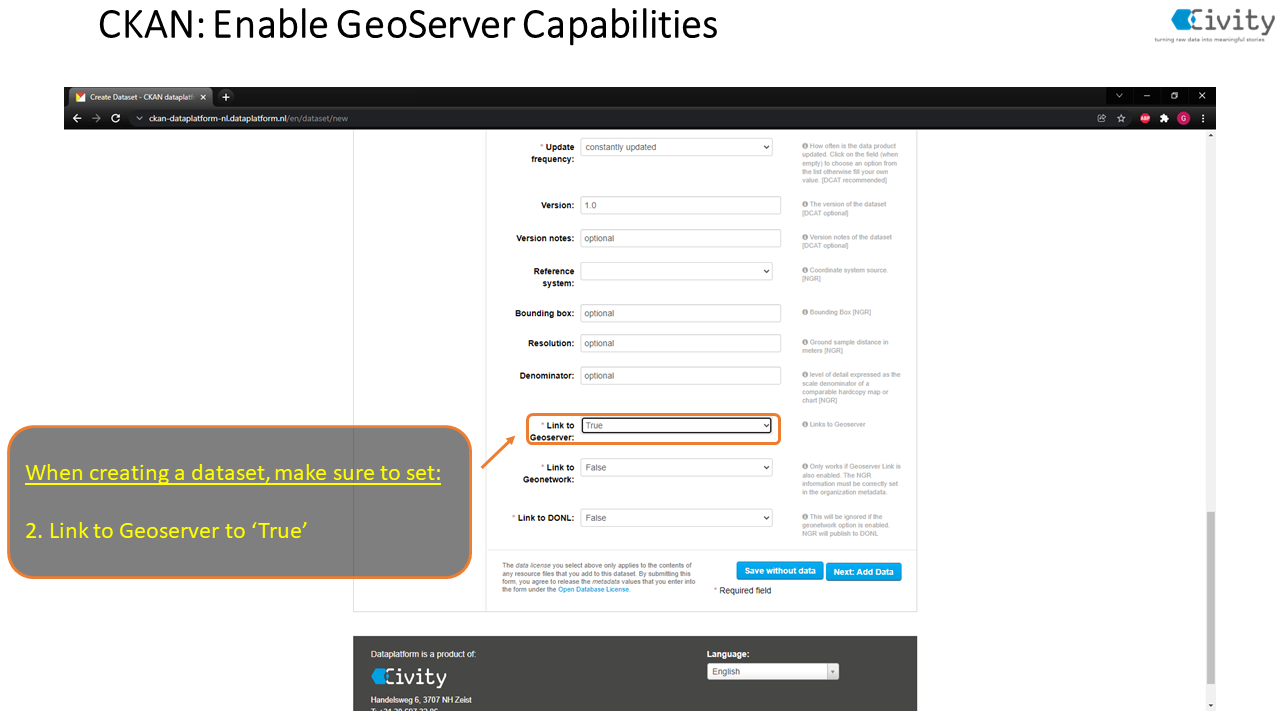 CKAN: Enable GeoServer Capabilities
Civity
turning raw data into meaningful stories
Create Dataset - CKAN dataplatf
ckan-dataplatform-nl.dataplatform.nl/en/dataset/new
ABP
G
* Update
frequency:
constantly updated
How often is the data product
updated. Click on the field (when
empty) to choose an option from
the list otherwise fill your own
value. [DCAT recommended]
Version:
1.0
The version of the dataset
[DCAT optional]
Version notes:
optional
Version notes of the dataset
[DCAT optional]
Reference
system:
Coordinate system source.
[NGR]
Bounding box:
optional
Bounding Box [NGR]
Resolution:
optional
Ground sample distance in
meters [NGR]
Denominator:
optional
level of detail expressed as the
scale denominator of a
comparable hardcopy map or
chart [NGR]
* Link to
Geoserver:
True
Links to Geoserver
When creating a dataset, make sure to set:
2. Link to Geoserver to ‘True’
* Link to
Geonetwork:
False
Only works if Geoserver Link is
also enabled. The NGR
information must be correctly set
in the organization metadata.
* Link to DONL:
False
This will be ignored if the
geonetwork option is enabled.
NGR will publish to DONL
The data license you select above only applies to the contents of
any resource files that you add to this dataset. By submitting this
form, you agree to release the metadata values that you enter into
the form under the Open Database License.
Save without data
Next: Add Data
* Required field
Dataplatform is a product of:
Civity
Handelsweg 6, 3707 NH Zeist
Language:
English